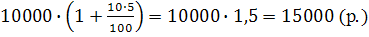 10000·(1 + 10·5/100) = 10000·1,5 = 15000 (р.)